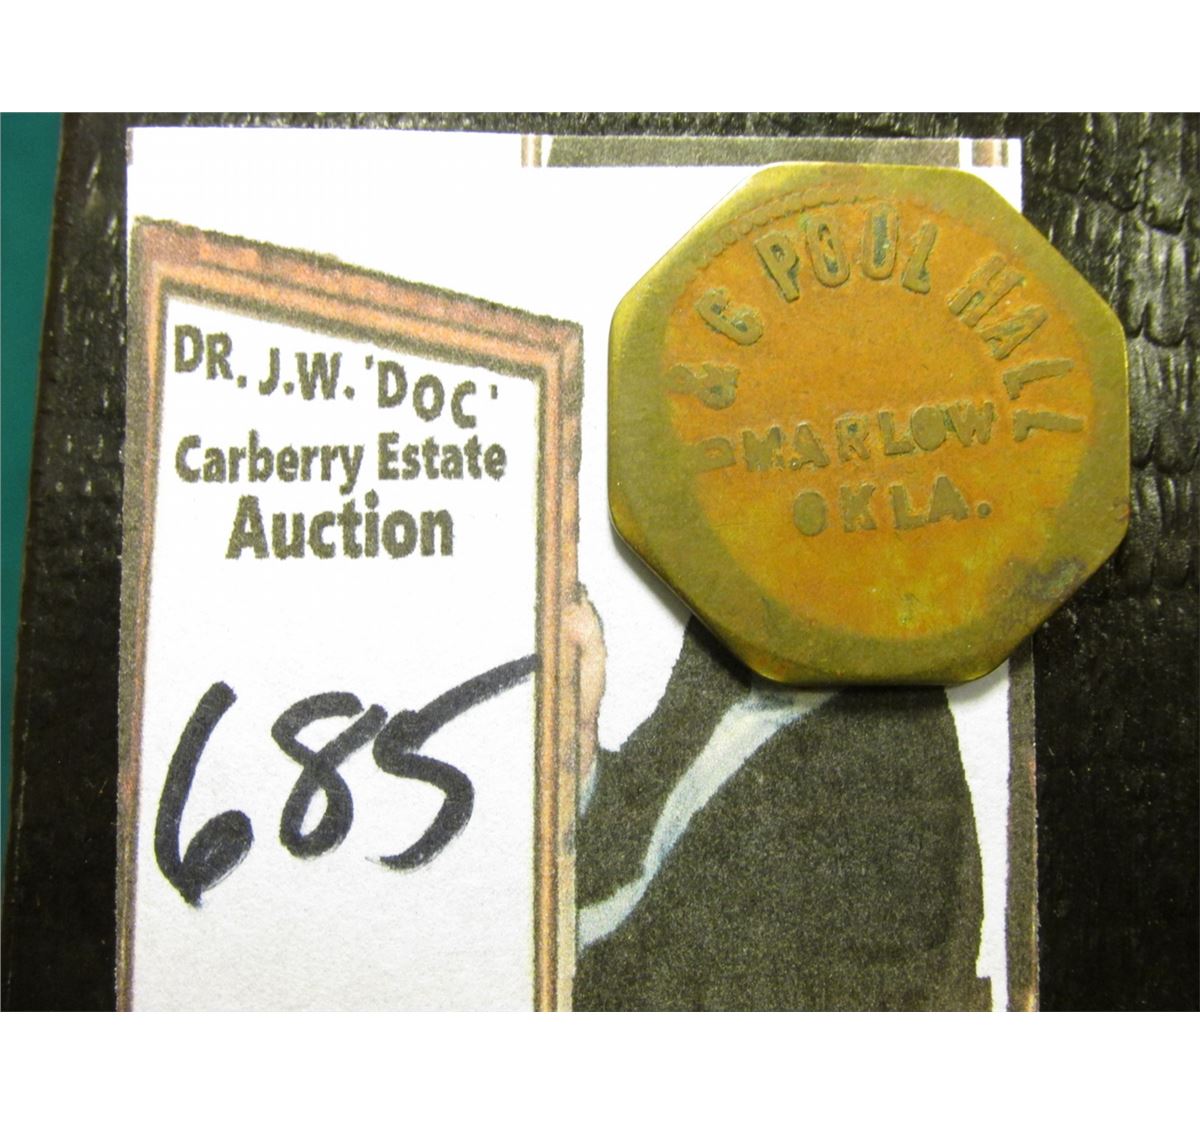 DR. J.W. 'DOC'
Carberry Estate
Auction
685
& G POOL HALL
MARLOW
OKLA.